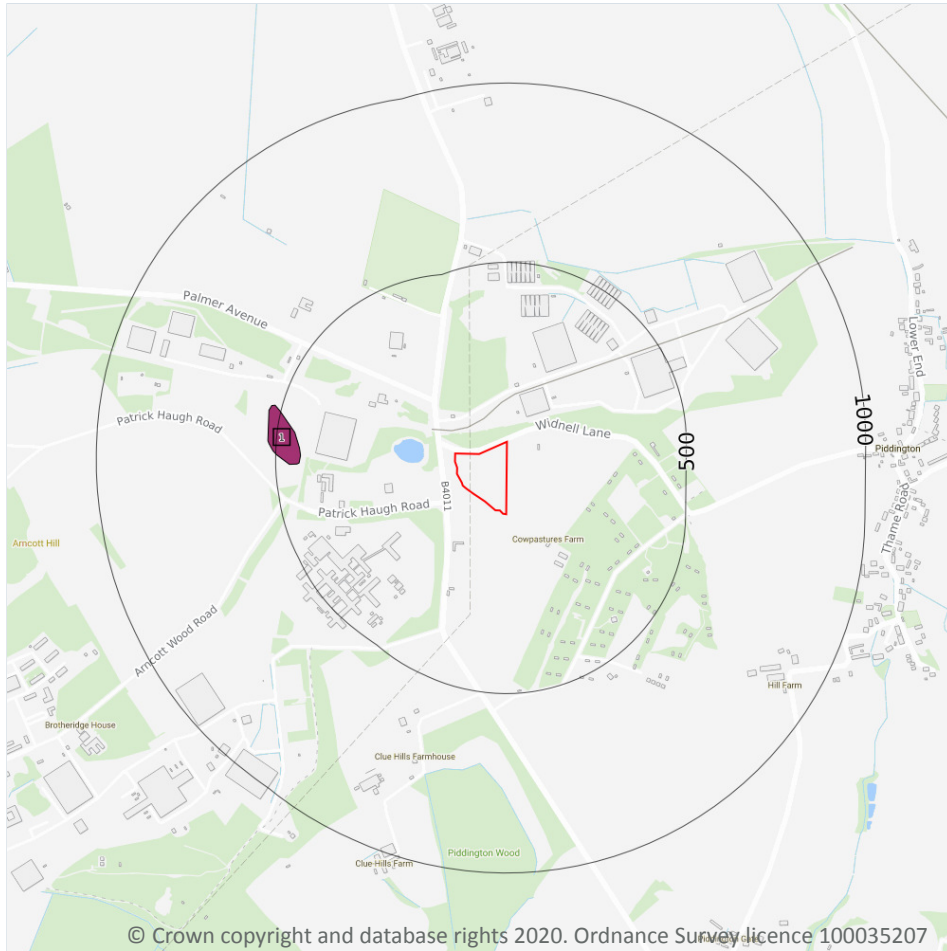 Palmer Avenue
Lower End
Patrick Haugh Road
1
1000
Widnell Lane
500
Piddington
B4011
Patrick Haugh Road
Thame Road
Arncott Hill
Cowpastures Farm
Arncott Wood Road
Hill Farm
Brotheridge House
Clue Hills Farmhouse
Piddington Wood
Clue Hills Farm
© Crown copyright and database rights 2020. Ordnance Survey licence 100035207